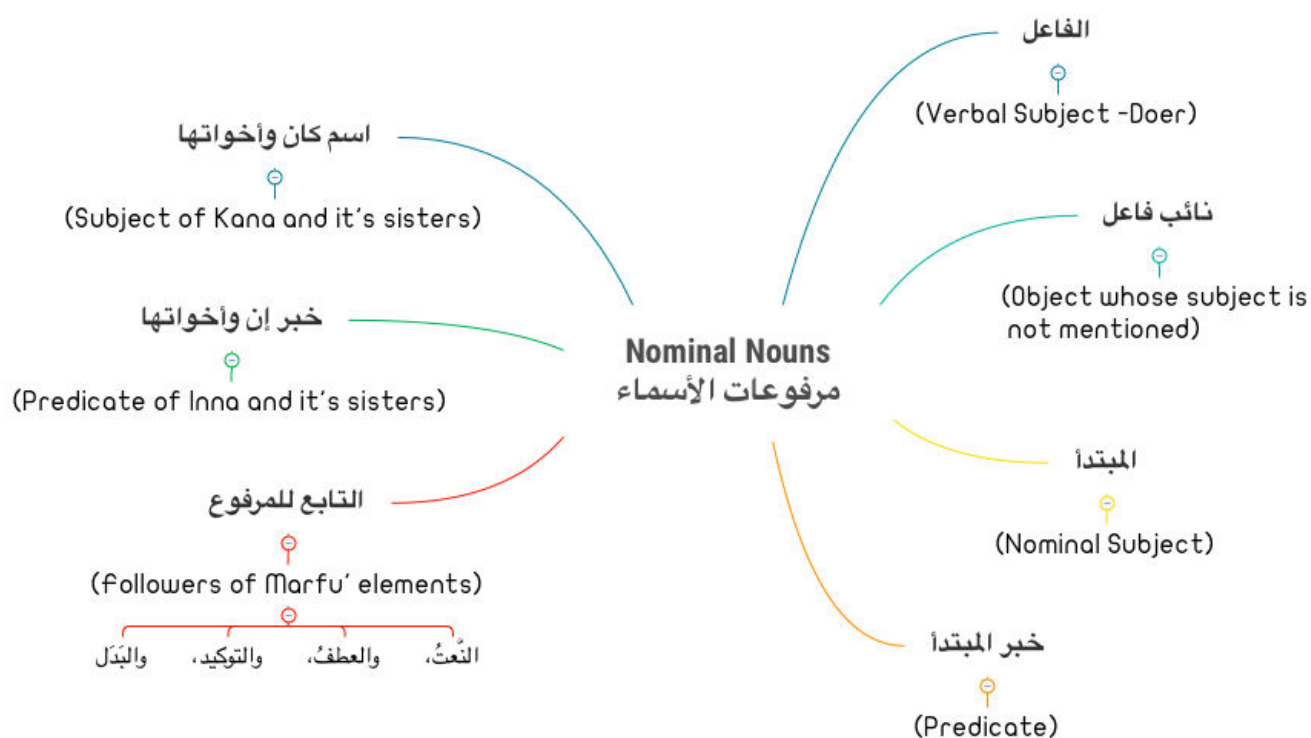 Nominal Nouns
مرفوعات الأسماء
الفاعل
(Verbal Subject -Doer)
نائب فاعل
(Object whose subject is
not mentioned)
المبتدأ
(Nominal Subject)
خبر المبتدأ
(Predicate)
اسم كان وأخواتها
(Subject of Kana and it's sisters)
خبر إن وأخواتها
(Predicate of Inna and it's sisters)
التابع للمرفوع
(Followers of Marfu' elements)
النَّعتُ، والعطفُ، والتوكيد، والبَدَل